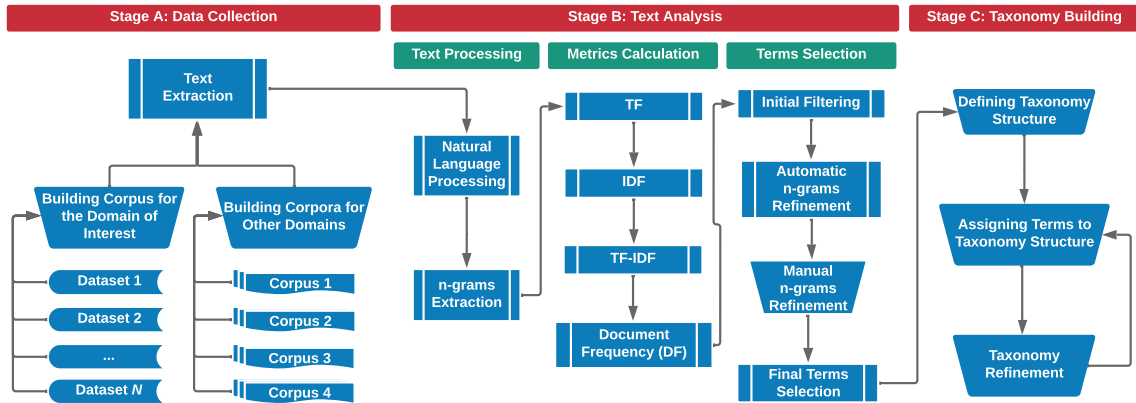 Stage A: Data Collection
Text
Extraction
Building Corpus for
the Domain of
Interest
Building Corpora for
Other Domains
Dataset 1
Dataset 2
...
Dataset N
Corpus 1
Corpus 2
Corpus 3
Corpus 4
Stage B: Text Analysis
Text Processing
Natural
Language
Processing
n-grams
Extraction
Metrics Calculation
TF
IDF
TF-IDF
Document
Frequency (DF)
Terms Selection
Initial Filtering
Automatic
n-grams
Refinement
Manual
n-grams
Refinement
Final Terms
Selection
Stage C: Taxonomy Building
Defining Taxonomy
Structure
Assigning Terms to
Taxonomy Structure
Taxonomy
Refinement